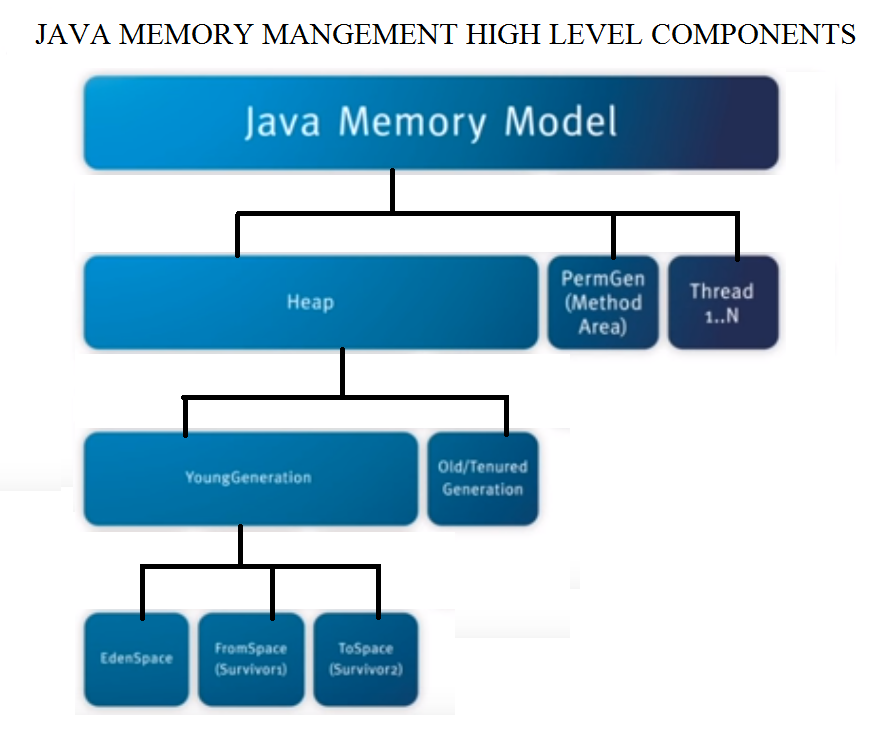 JAVA MEMORY MANGEMENT HIGH LEVEL COMPONENTS
Java Memory Model
Heap
PermGen
(Method
Area)
Thread
1..N
YoungGeneration
Old/Tenured
Generation
EdenSpace
FromSpace
(Survivor1)
ToSpace
(Survivor2)